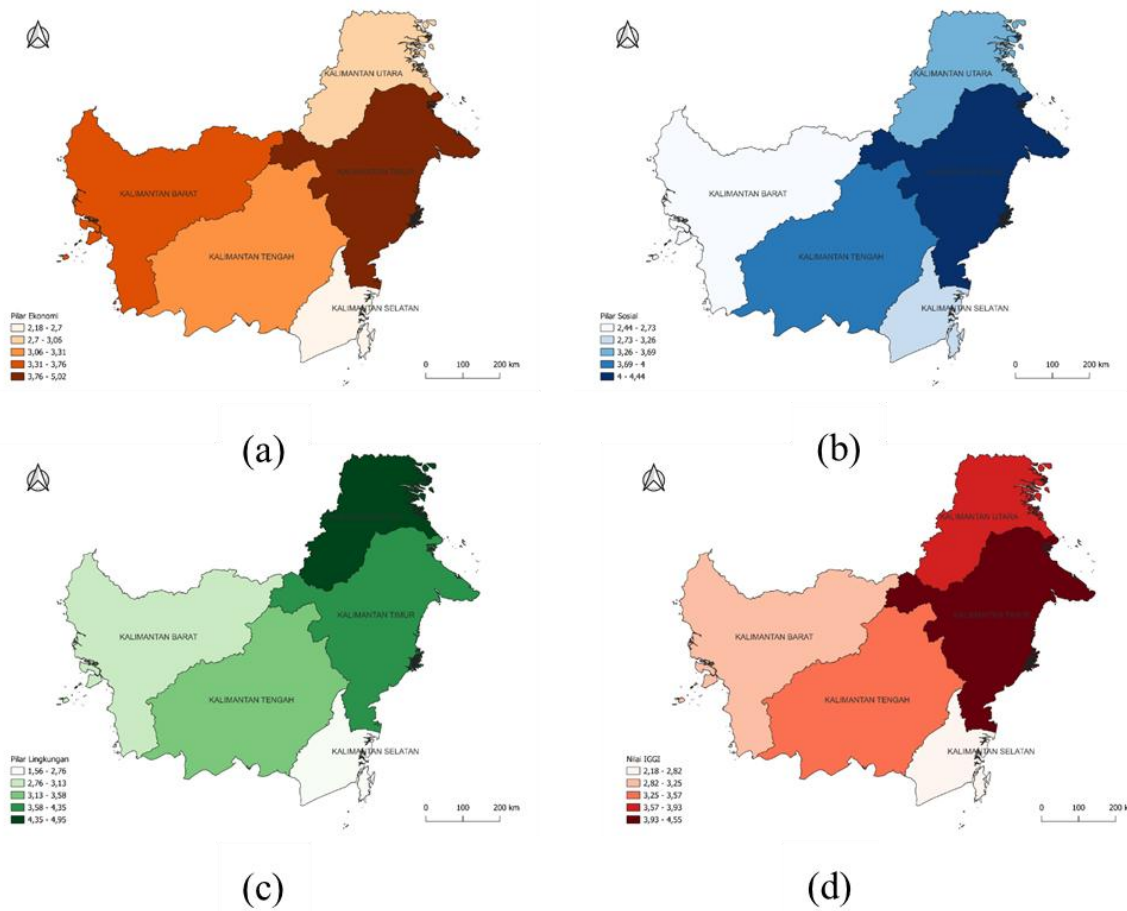 KALIMANTAN UTARA
KALIMANTAN BARAT
KALIMANTAN TIMUR
KALIMANTAN TENGAH
KALIMANTAN SELATAN
Pilar Ekonomi
2,18 - 2,7
2,7 - 3,05
3,06 - 3,31
3,31 - 3,76
3,76 - 5,02
0 100 200 km
(a)
KALIMANTAN UTARA
KALIMANTAN BARAT
KALIMANTAN TENGAH
KALIMANTAN SELATAN
Pilar Sosial
2,44 - 2,73
2,73 - 3,26
3,26 - 3,69
3,69 - 4
4 - 4,44
0 100 200 km
(b)
KALIMANTAN TIMUR
KALIMANTAN BARAT
KALIMANTAN TENGAH
KALIMANTAN SELATAN
Pilar Lingkungan
1,56 - 2,76
2,76 - 3,13
3,13 - 3,58
3,58 - 4,35
4,35 - 4,95
0 100 200 km
(c)
KALIMANTAN UTARA
KALIMANTAN TIMUR
KALIMANTAN BARAT
KALIMANTAN TENGAH
KALIMANTAN SELATAN
Nilai IGGI
2,18 - 2,82
2,82 - 3,25
3,25 - 3,57
3,57 - 3,93
3,93 - 4,55
0 100 200 km
(d)